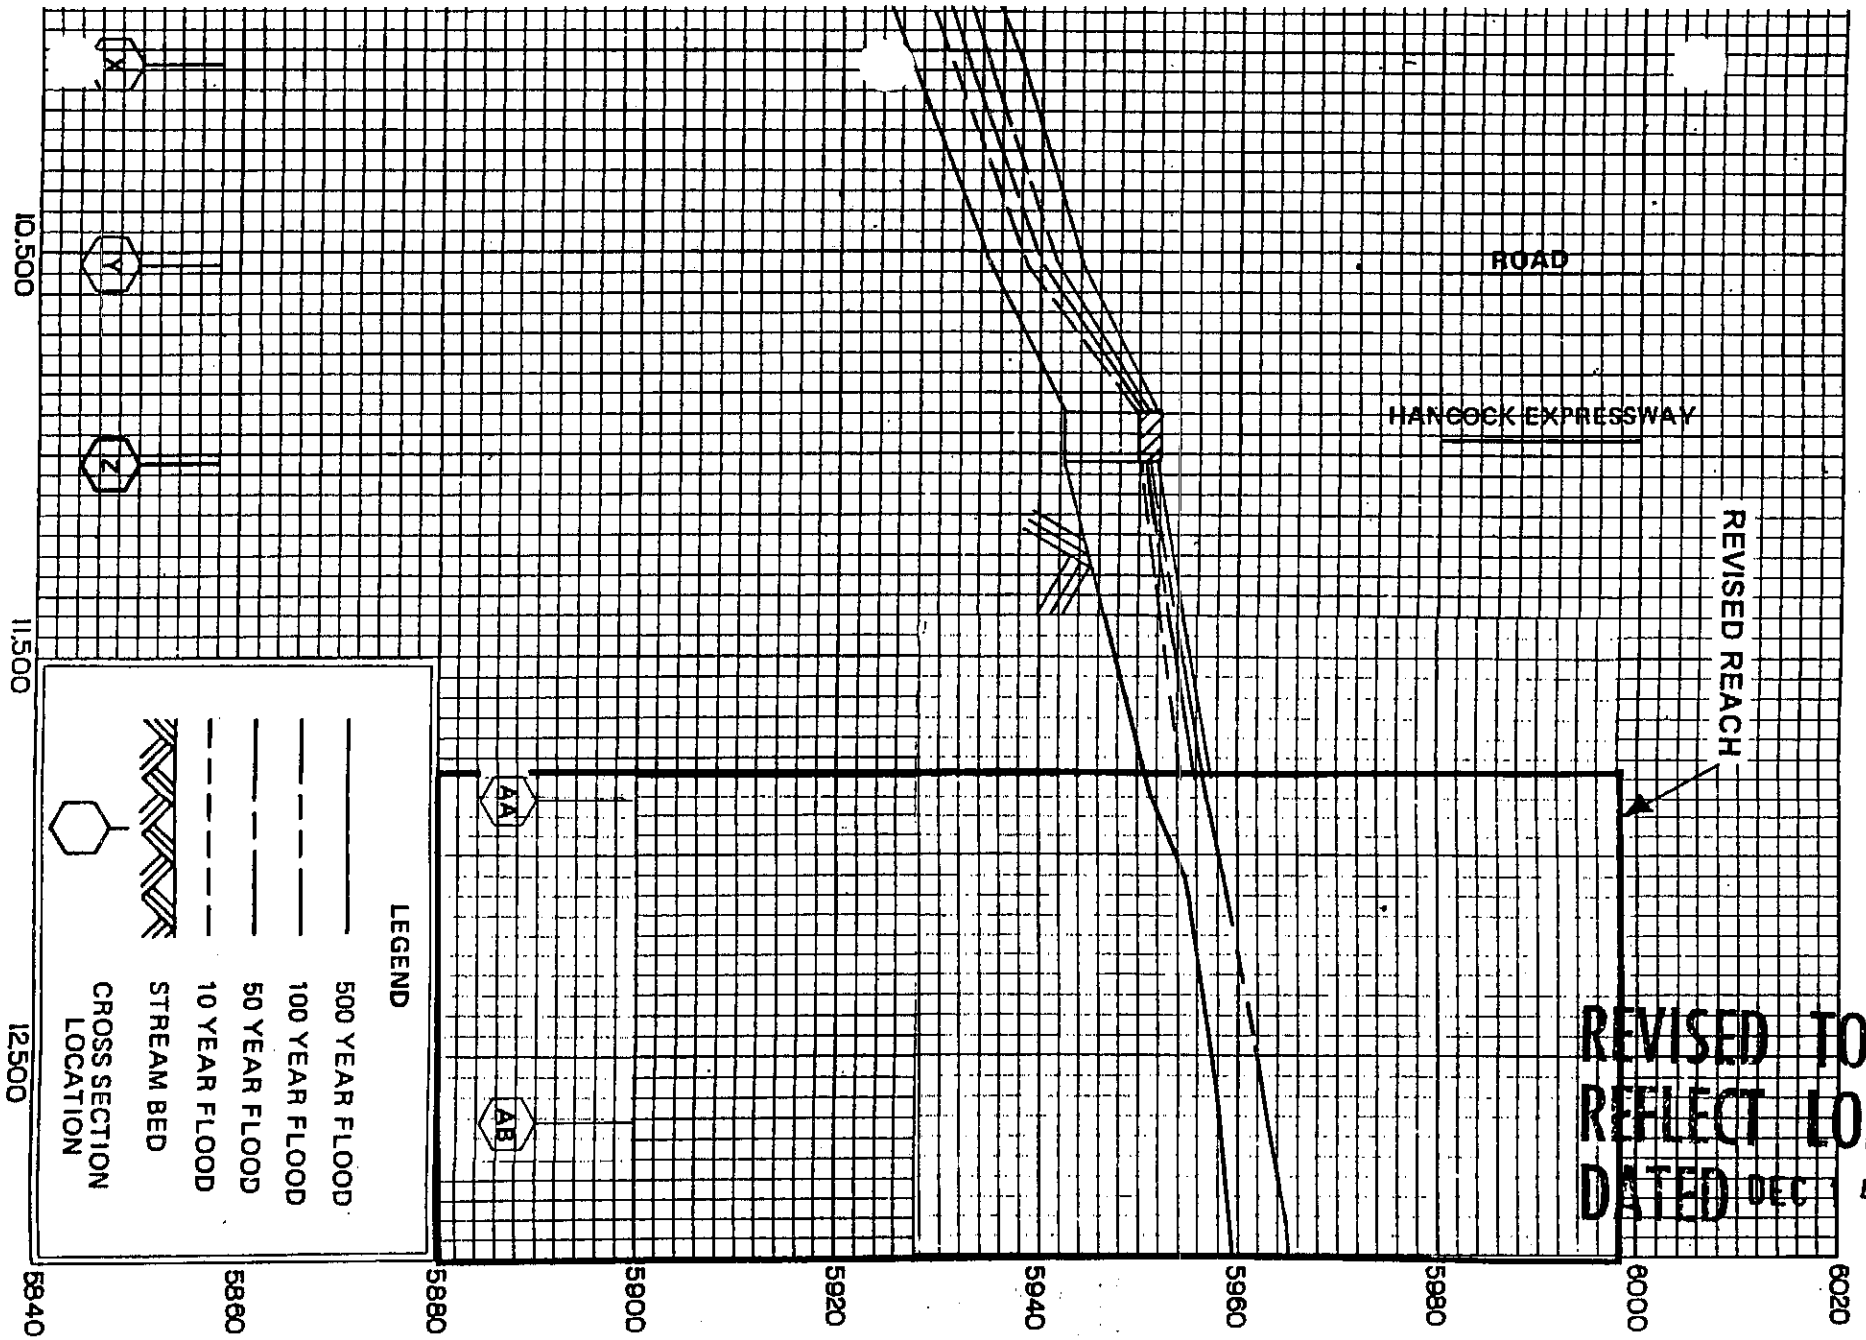 X
Y
Z
10,500
11,500
12,500
ROAD
HANCOCK EXPRESSWAY
REVISED REACH
AA
AB
LEGEND
500 YEAR FLOOD
100 YEAR FLOOD
50 YEAR FLOOD
10 YEAR FLOOD
STREAM BED
CROSS SECTION
LOCATION
REVISED TO
REFLECT LO
DATED DEC
5840
5860
5880
5900
5920
5940
5960
5980
6000
6020